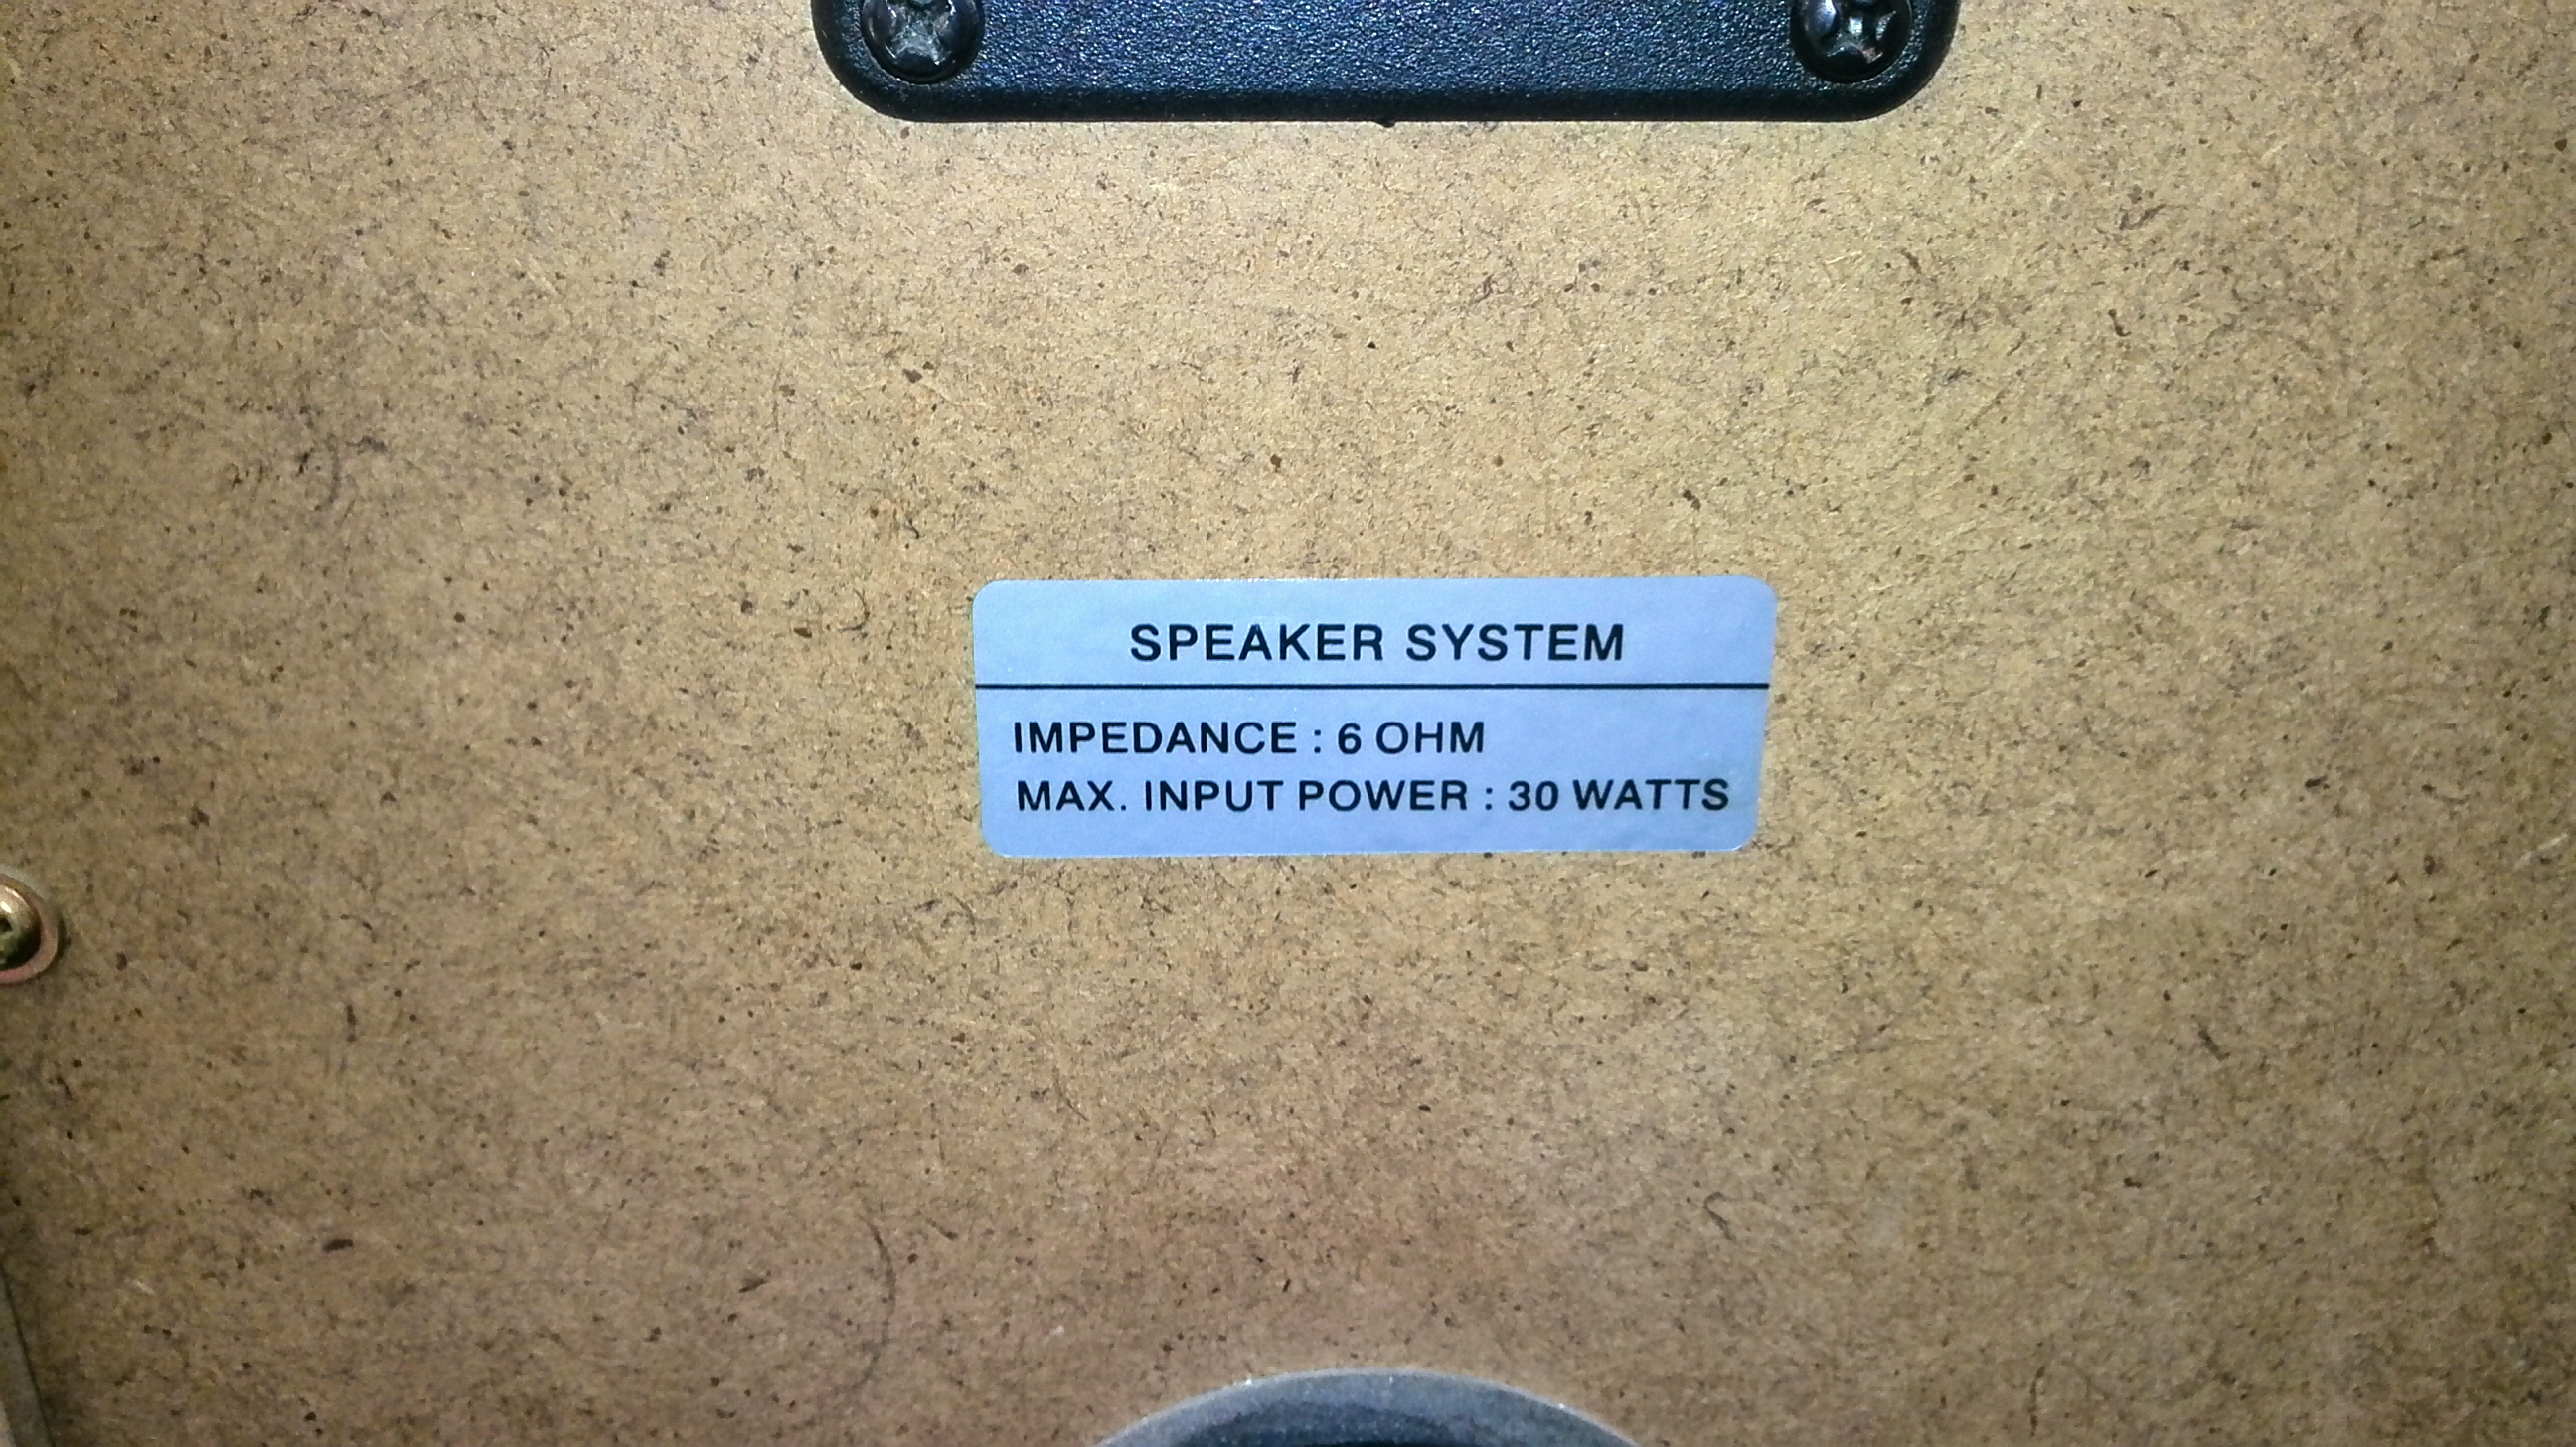 SPEAKER SYSTEM
IMPEDANCE : 6 OHM
MAX. INPUT POWER : 30 WATTS